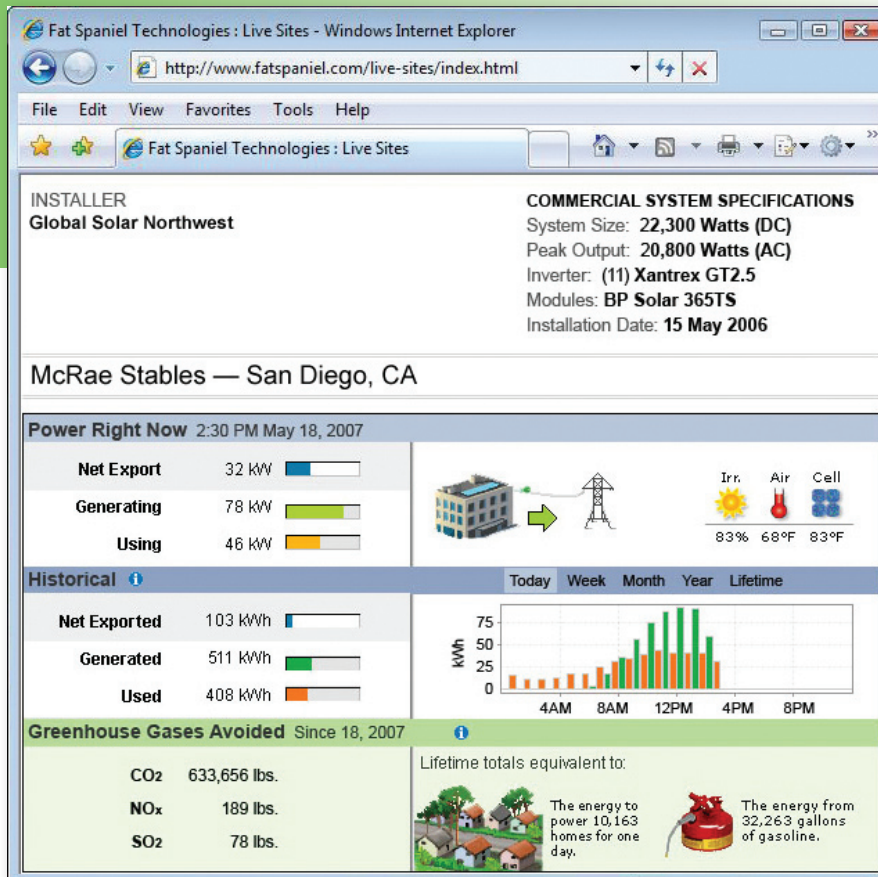 Fat Spaniel Technologies : Live Sites - Windows Internet Explorer
http://www.fatspaniel.com/live-sites/index.html
File Edit View Favorites Tools Help
Fat Spaniel Technologies : Live Sites
INSTALLER
Global Solar Northwest
COMMERCIAL SYSTEM SPECIFICATIONS
System Size: 22,300 Watts (DC)
Peak Output: 20,800 Watts (AC)
Inverter: (11) Xantrex GT2.5
Modules: BP Solar 365TS
Installation Date: 15 May 2006
McRae Stables — San Diego, CA
Power Right Now 2:30 PM May 18, 2007
Net Export 32 kW
Generating 78 kW
Using 46 kW
Irr. Air Cell
83% 68°F 83°F
Historical
Today Week Month Year Lifetime
Net Exported 103 kWh
Generated 511 kWh
Used 408 kWh
kWh
75
50
25
0
4AM 8AM 12PM 4PM 8PM
Greenhouse Gases Avoided Since 18, 2007
CO2 633,656 lbs.
NOx 189 lbs.
SO2 78 lbs.
Lifetime totals equivalent to:
The energy to
power 10,163
homes for one
day.
The energy from
32,263 gallons
of gasoline.